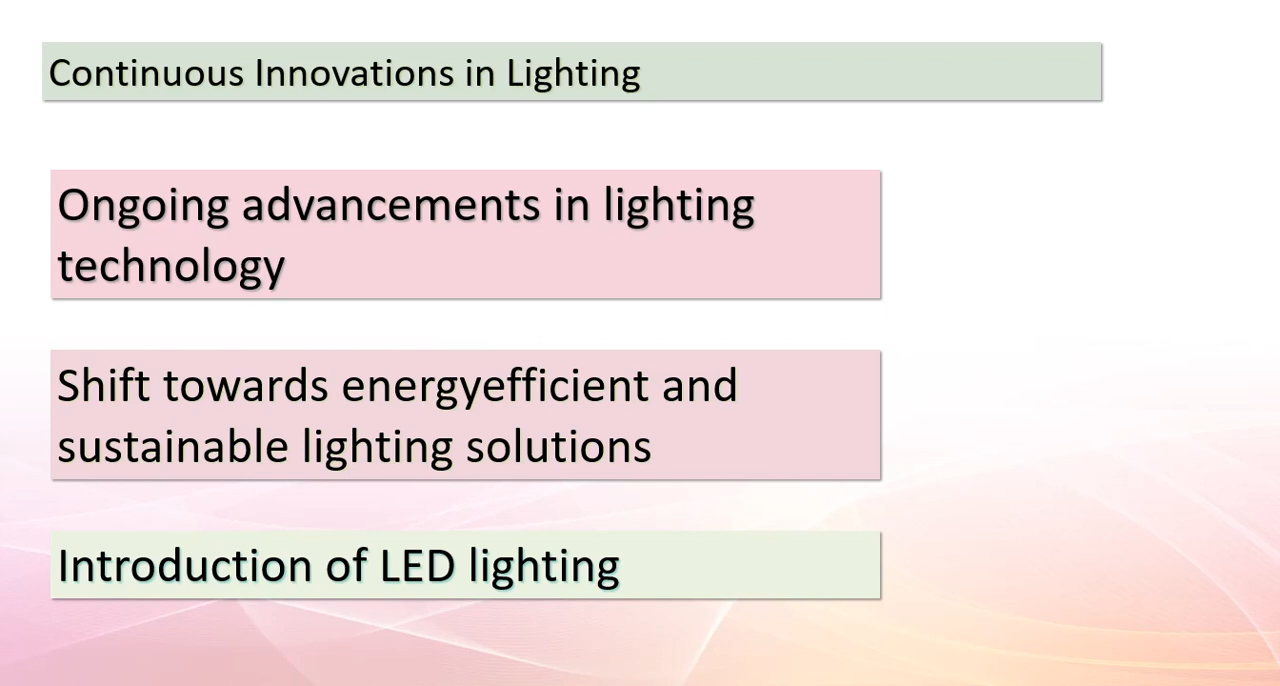 Continuous Innovations in Lighting
Ongoing advancements in lighting
technology
Shift towards energyefficient and
sustainable lighting solutions
Introduction of LED lighting